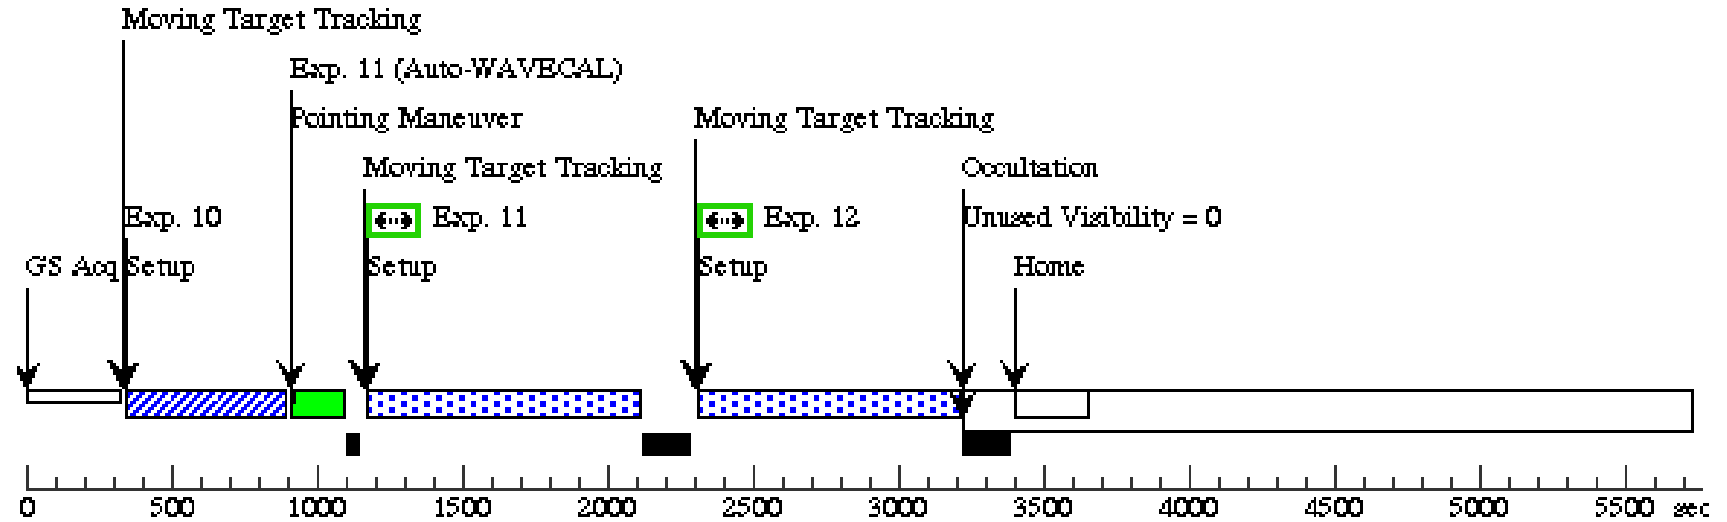 Moving Target Tracking
Exp. 11 (Auto-WAVECAL)
Pointing Maneuver
Moving Target Tracking
Moving Target Tracking
Occultation
Exp. 10
Exp. 11
Exp. 12
Unused Visibility = 0
GS Acq
Setup
Setup
Setup
Home
0 500 1000 1500 2000 2500 3000 3500 4000 4500 5000 5500 sec